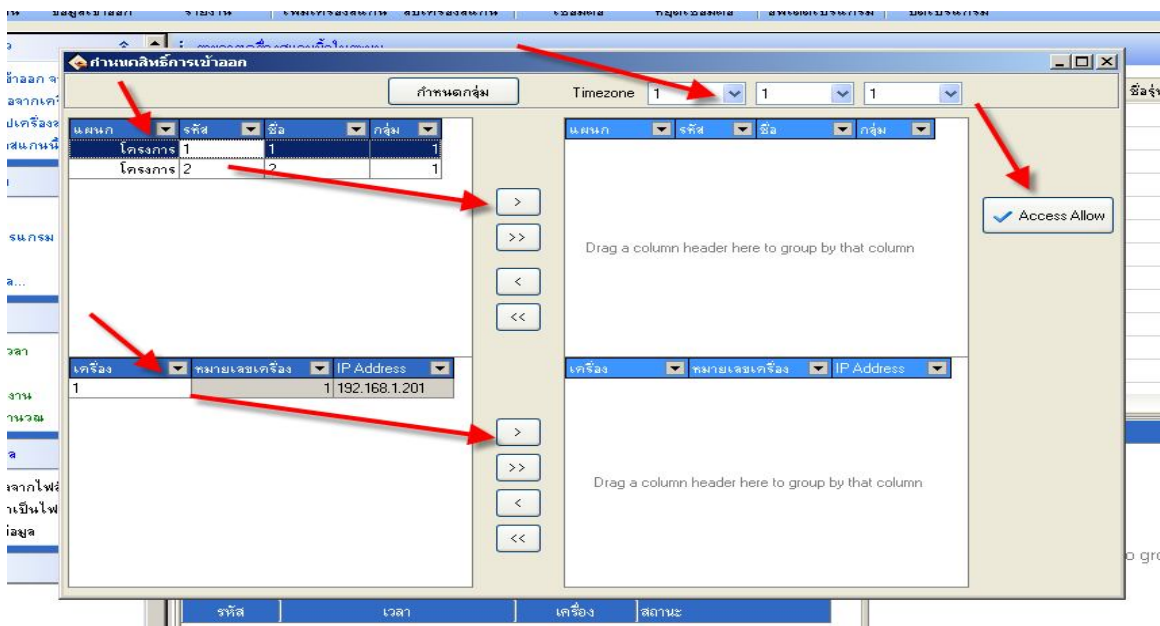 กำหนดสิทธิ์การเข้าออก
กำหนดกลุ่ม Timezone 1 1 1
แผนก รหัส ชื่อ กลุ่ม แผนก รหัส ชื่อ กลุ่ม
โครงการ 1 1 1
โครงการ 2 2 1
>
>>
<
<<
Access Allow
Drag a column header here to group by that column
เครื่อง หมายเลขเครื่อง IP Address เครื่อง หมายเลขเครื่อง IP Address
1 1 192.168.1.201
>
>>
<
<<
Drag a column header here to group by that column
รหัส เวลา เครื่อง สถานะ